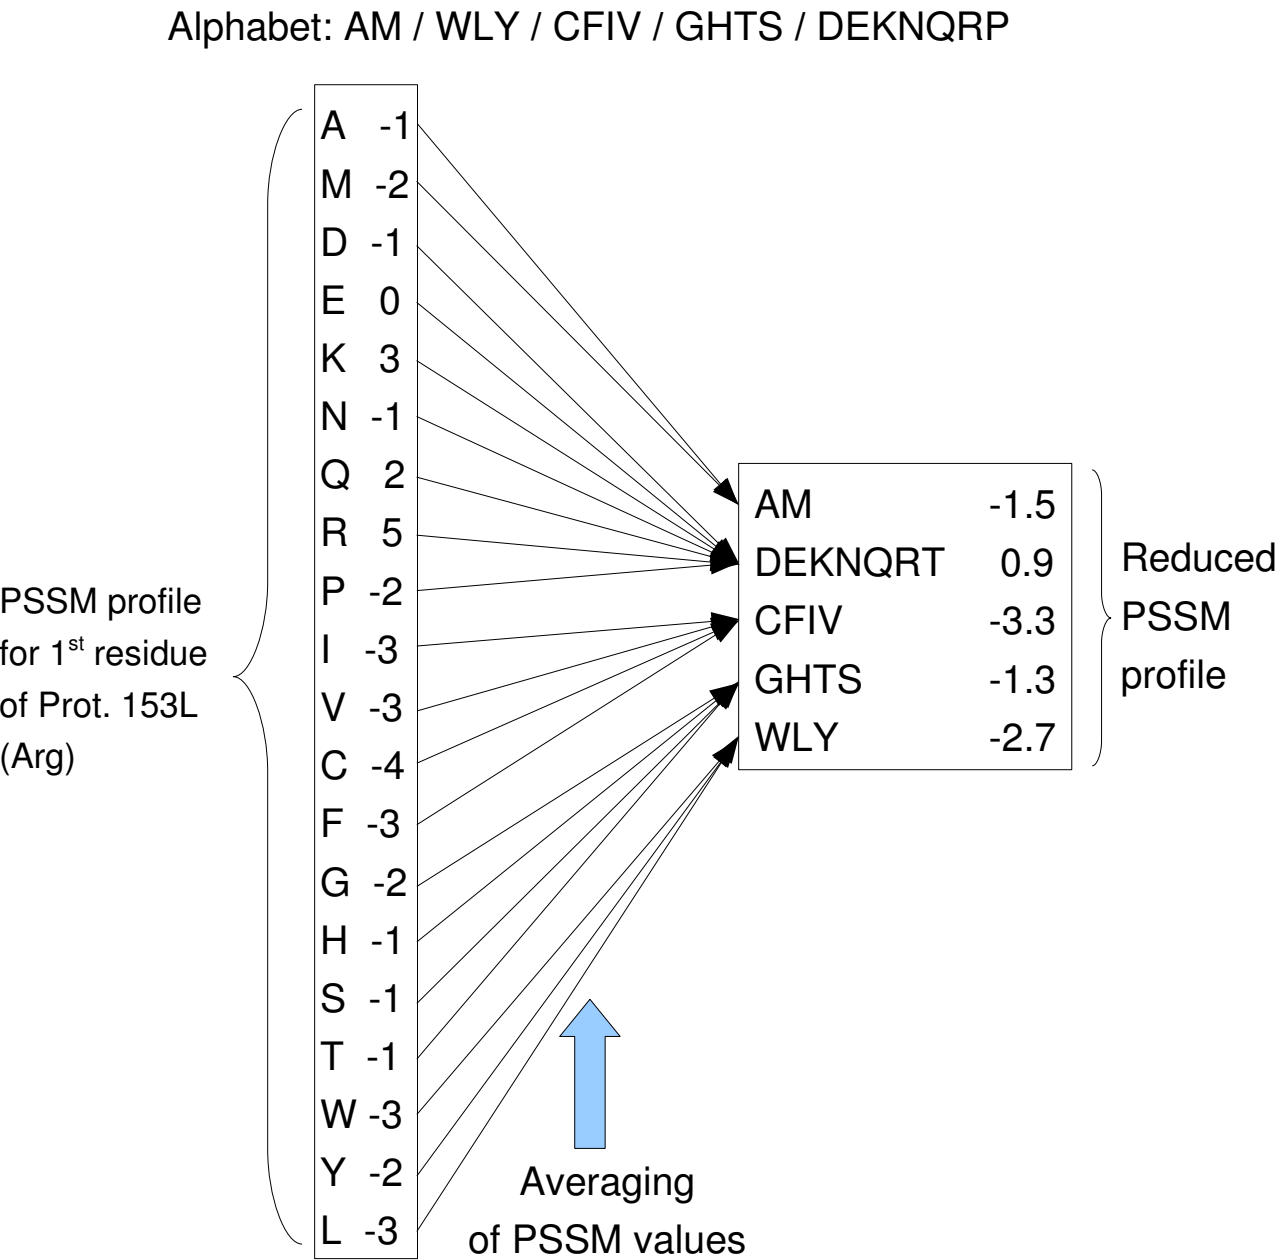 Alphabet: AM / WLY / CFIV / GHTS / DEKNQRP
A -1
M -2
D -1
E 0
K 3
N -1
Q 2
R 5
P -2
I -3
V -3
C -4
F -3
G -2
H -1
S -1
T -1
W -3
Y -2
L -3
PSSM profile
for 1st residue
of Prot. 153L
(Arg)
AM -1.5
DEKNQRT 0.9
CFIV -3.3
GHTS -1.3
WLY -2.7
Reduced
PSSM
profile
Averaging
of PSSM values